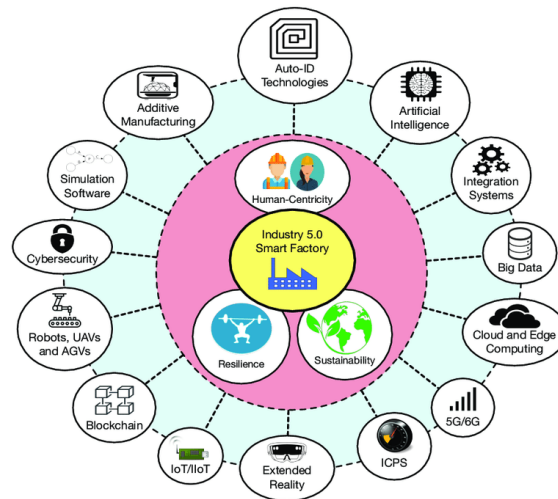 Auto-ID
Technologies
Additive
Manufacturing
Artificial
Intelligence
Simulation
Software
Integration
Systems
Human-Centricity
Industry 5.0
Smart Factory
Cybersecurity
Big Data
Robots, UAVs
and AGVs
Resilience
Sustainability
Cloud and Edge
Computing
Blockchain
5G/6G
IoT/IIoT
Extended
Reality
ICPS